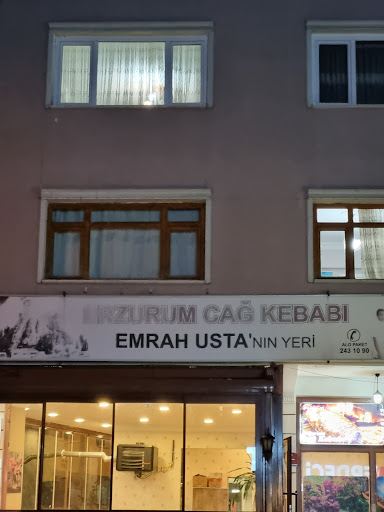 ERZURUM CAĞ KEBABI
EMRAH USTA'NIN YERİ
ALO PAKET
243 10 90